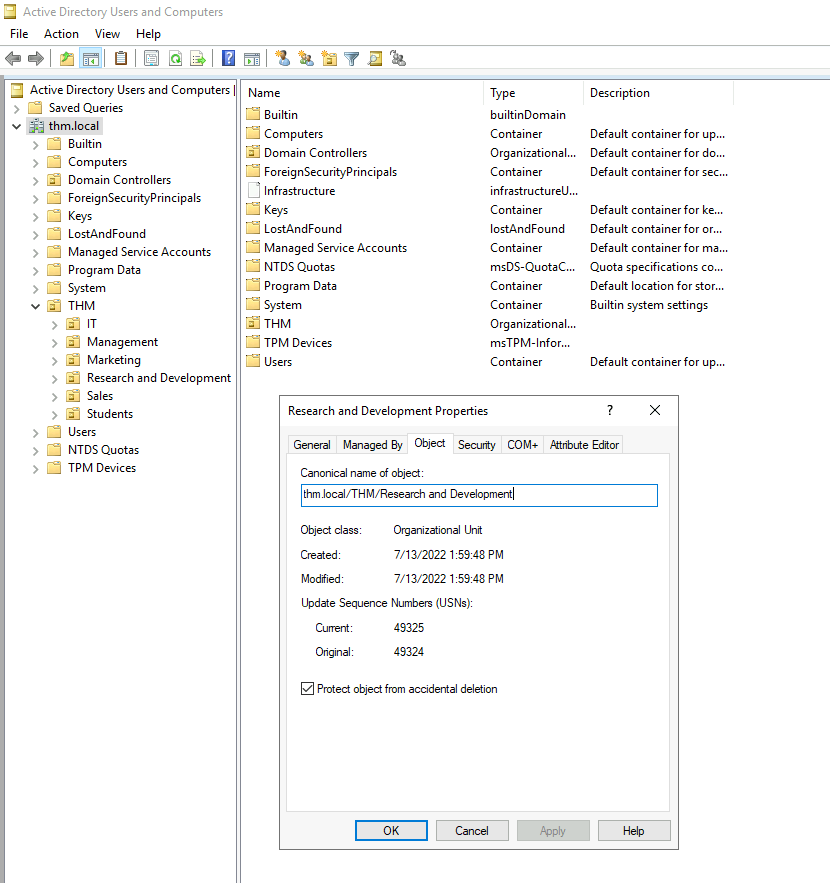 Active Directory Users and Computers
File Action View Help
Active Directory Users and Computers
Saved Queries
thm.local
Builtin
Computers
Domain Controllers
ForeignSecurityPrincipals
Keys
LostAndFound
Managed Service Accounts
Program Data
System
THM
IT
Management
Marketing
Research and Development
Sales
Students
Users
NTDS Quotas
TPM Devices
Name Type Description
Builtin builtinDomain
Computers Container Default container for up...
Domain Controllers Organizational... Default container for do...
ForeignSecurityPrincipals Container Default container for sec...
Infrastructure infrastructureU...
Keys Container Default container for ke...
LostAndFound lostAndFound Default container for or...
Managed Service Accounts Container Default container for ma...
NTDS Quotas msDS-QuotaC... Quota specifications co...
Program Data Container Default location for stor...
System Container Builtin system settings
THM Organizational...
TPM Devices msTPM-Infor...
Users Container Default container for up...
Research and Development Properties ?
General Managed By Object Security COM+ Attribute Editor
Canonical name of object:
thm.local/THM/Research and Development
Object class: Organizational Unit
Created: 7/13/2022 1:59:48 PM
Modified: 7/13/2022 1:59:48 PM
Update Sequence Numbers (USNs):
Current: 49325
Original: 49324
Protect object from accidental deletion
OK Cancel Apply Help